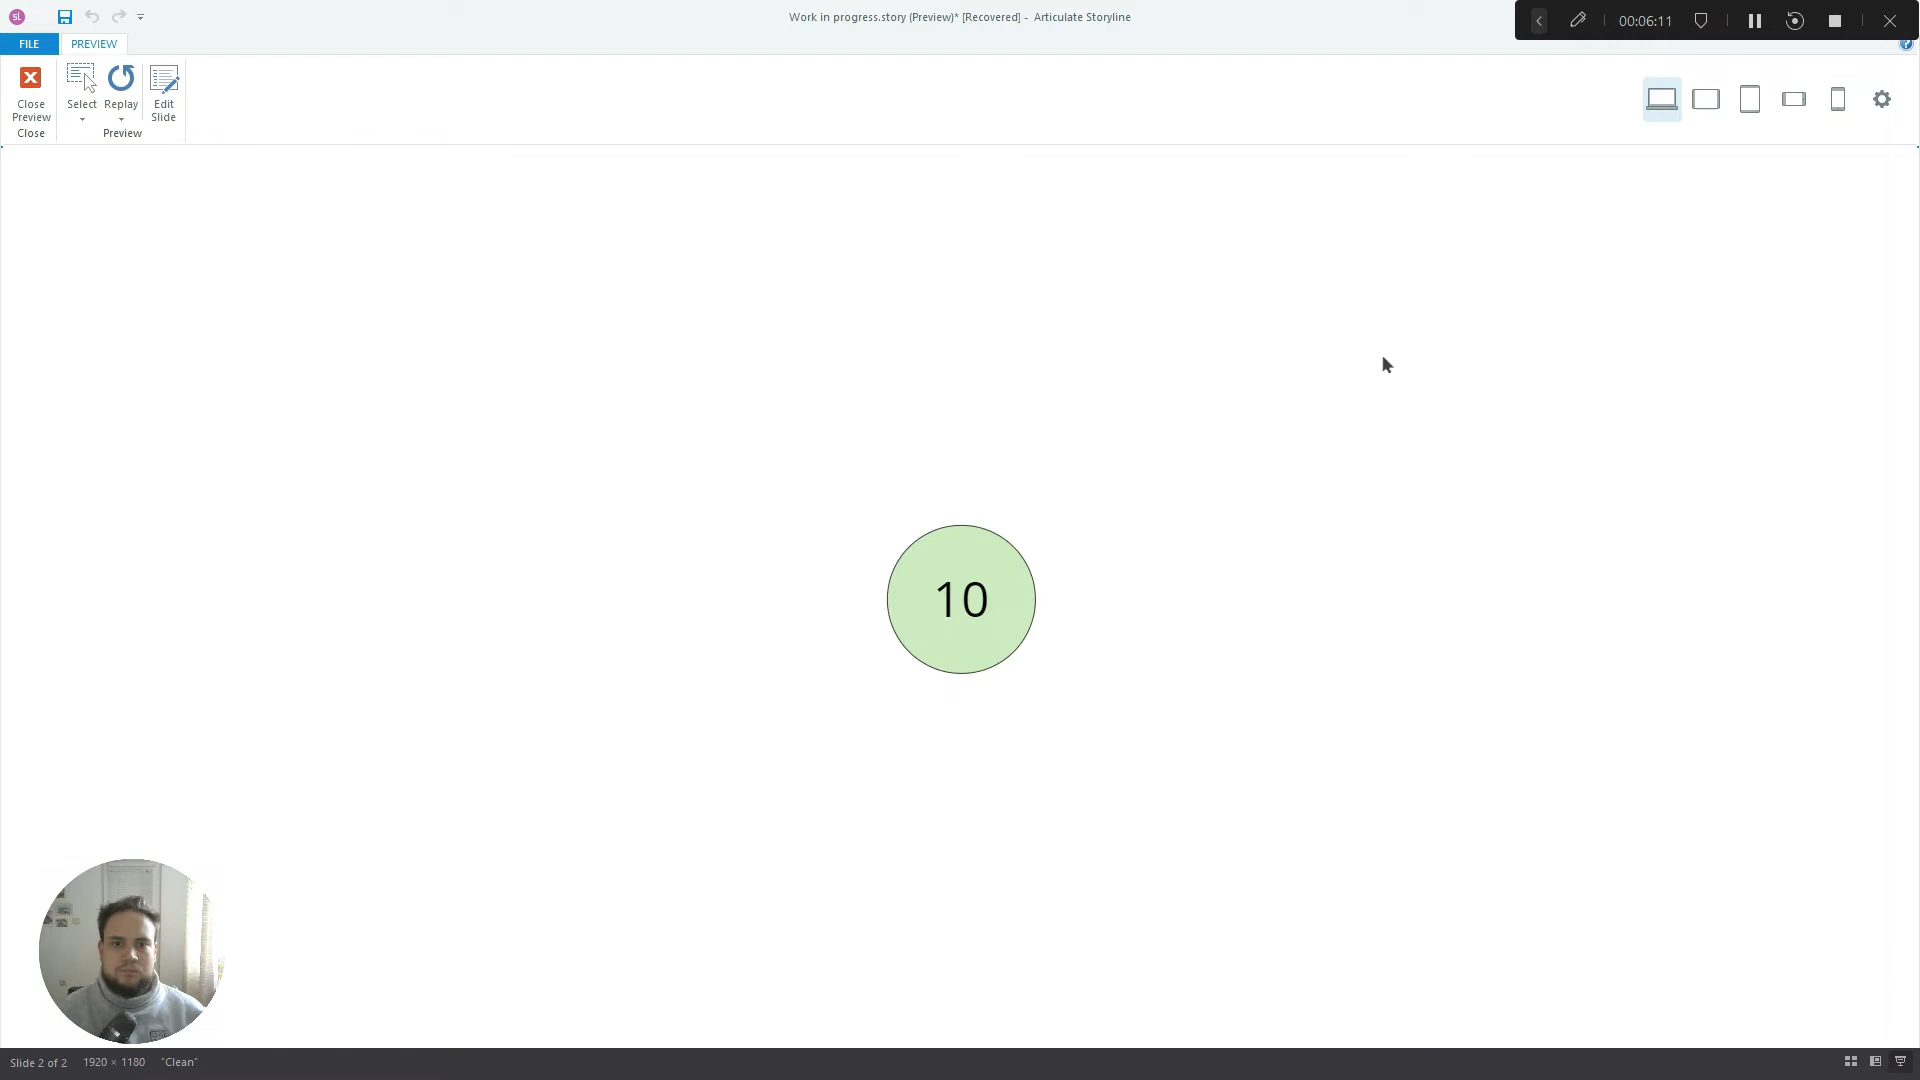 sl
Work in progress.story (Preview)* [Recovered] - Articulate Storyline
00:06:11
FILE
PREVIEW
?
Close Preview
Select
Replay
Edit Slide
Close
Preview
10
Slide 2 of 2
1920 × 1180
"Clean"